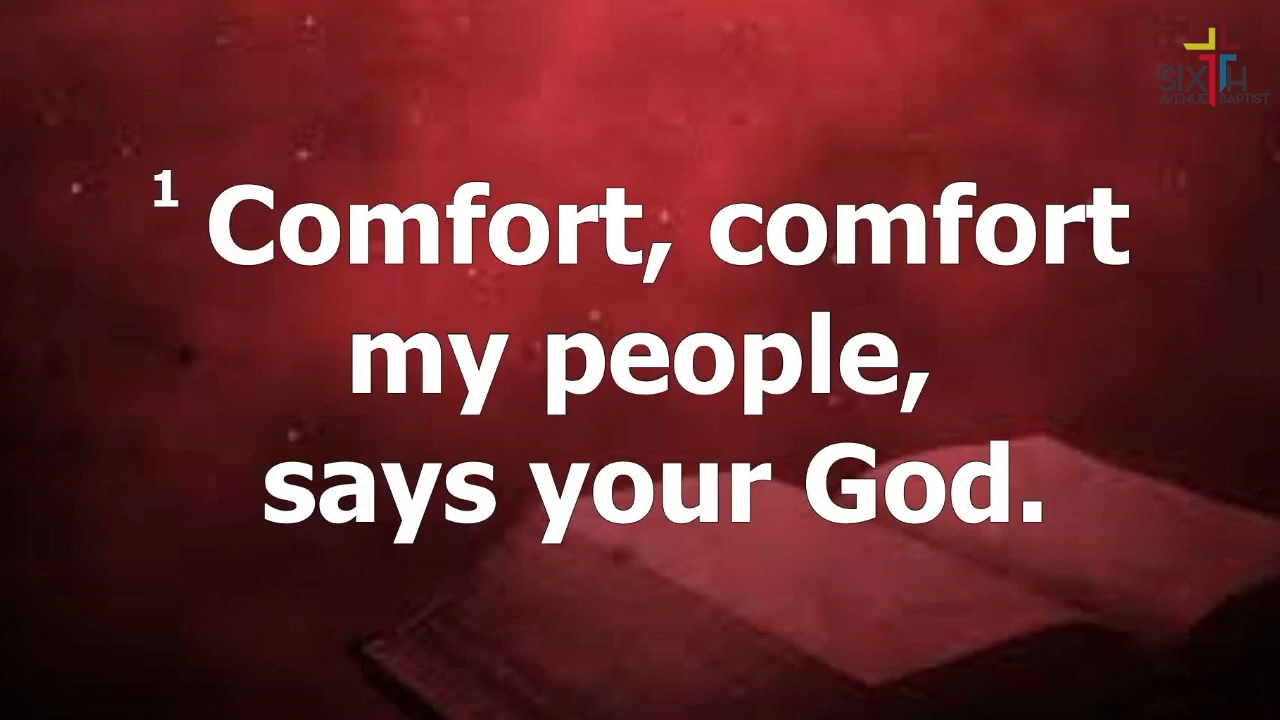 SIXTH
AVENUE BAPTIST
1 Comfort, comfort
my people,
says your God.